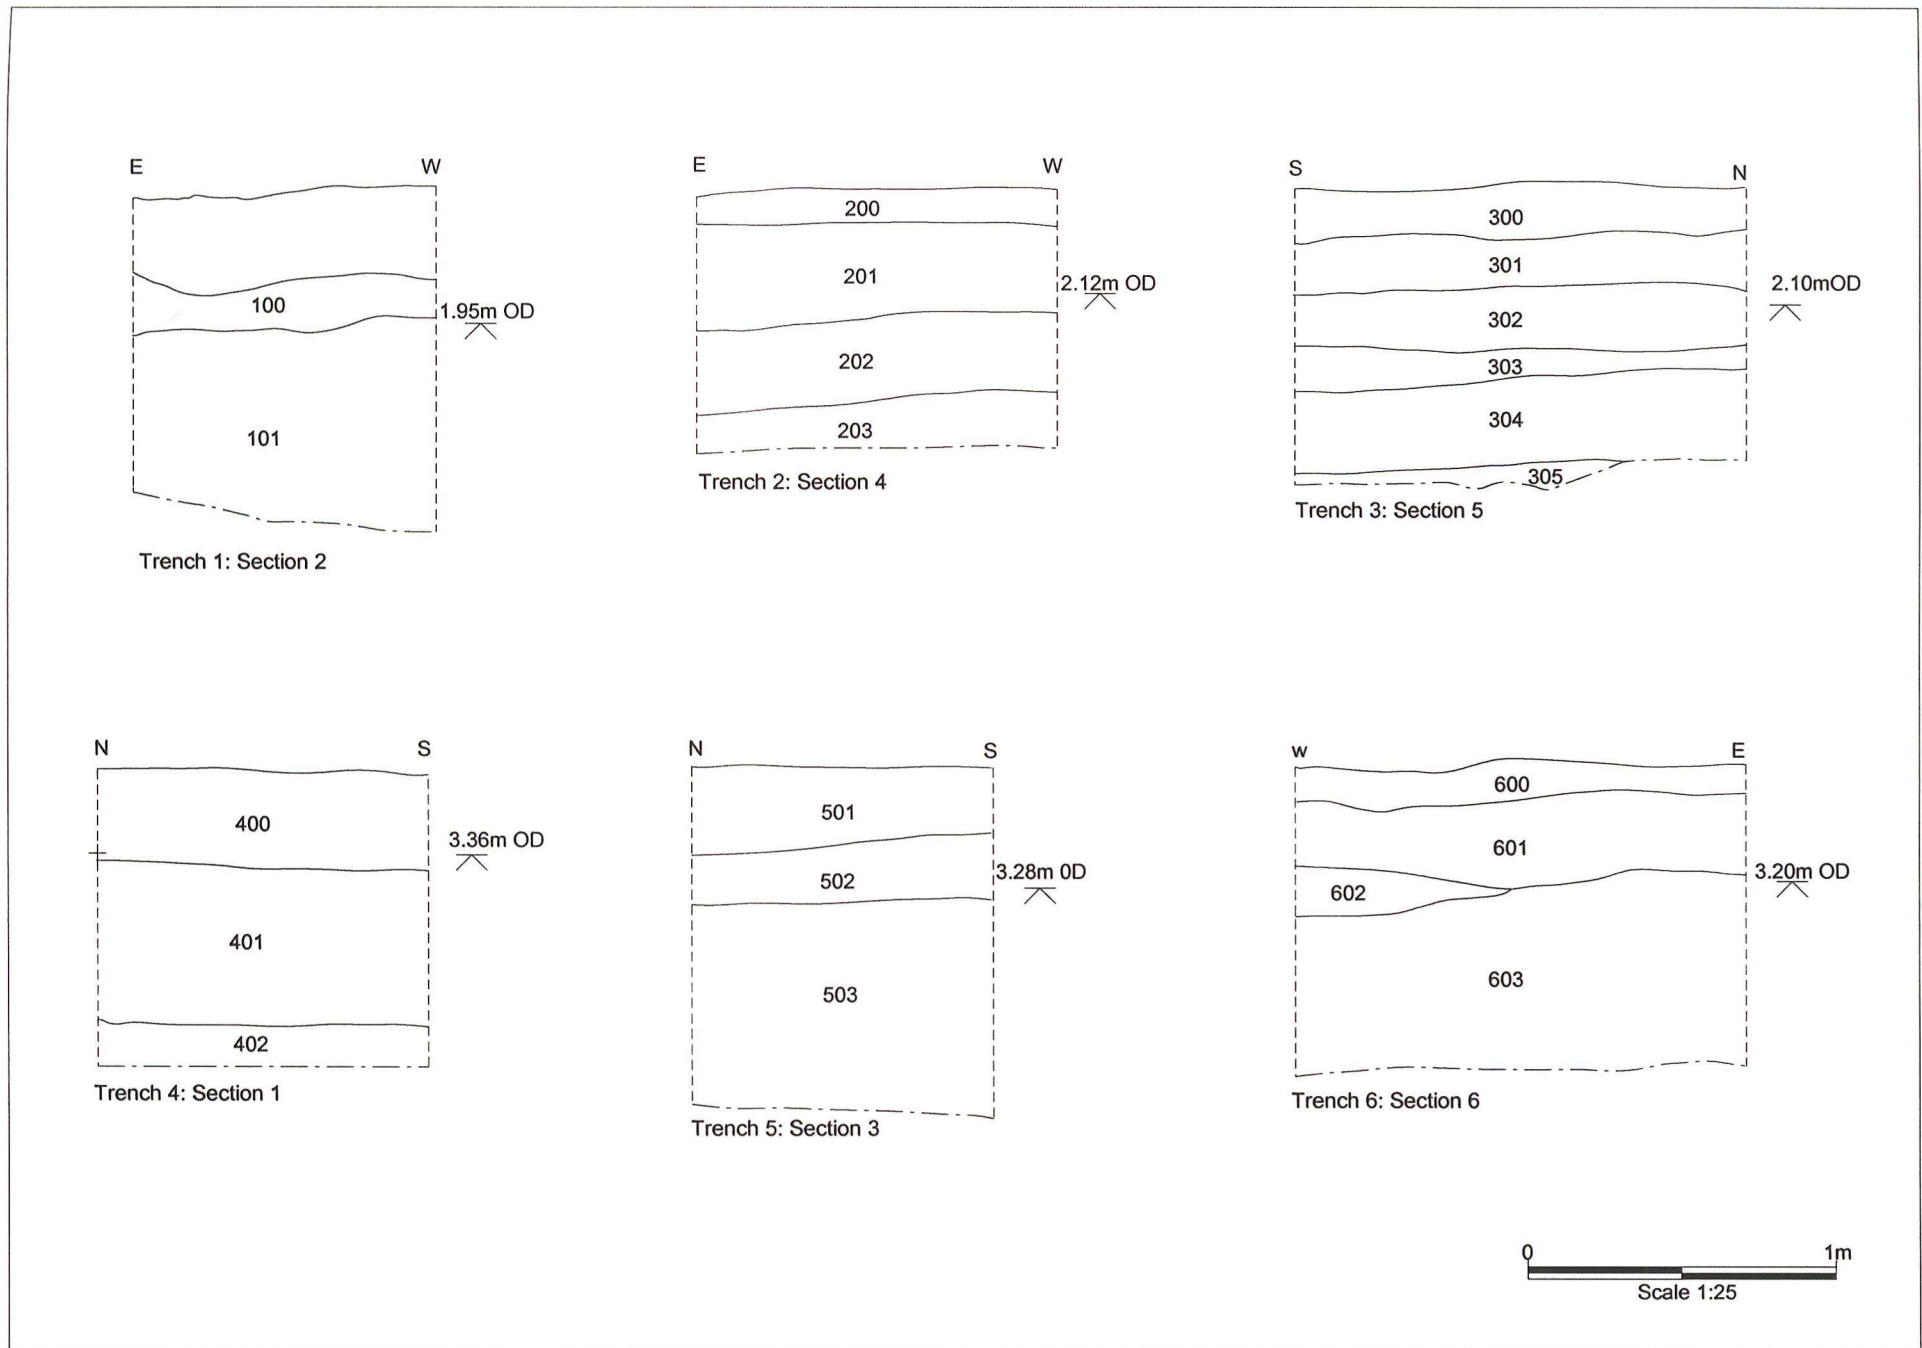 E W
100
1.95m OD
101
Trench 1: Section 2
E W
200
201
2.12m OD
202
203
Trench 2: Section 4
S N
300
301
2.10mOD
302
303
304
305
Trench 3: Section 5
N S
400
3.36m OD
401
402
Trench 4: Section 1
N S
501
502
3.28m 0D
503
Trench 5: Section 3
w E
600
601
3.20m OD
602
603
Trench 6: Section 6
0 1m
Scale 1:25